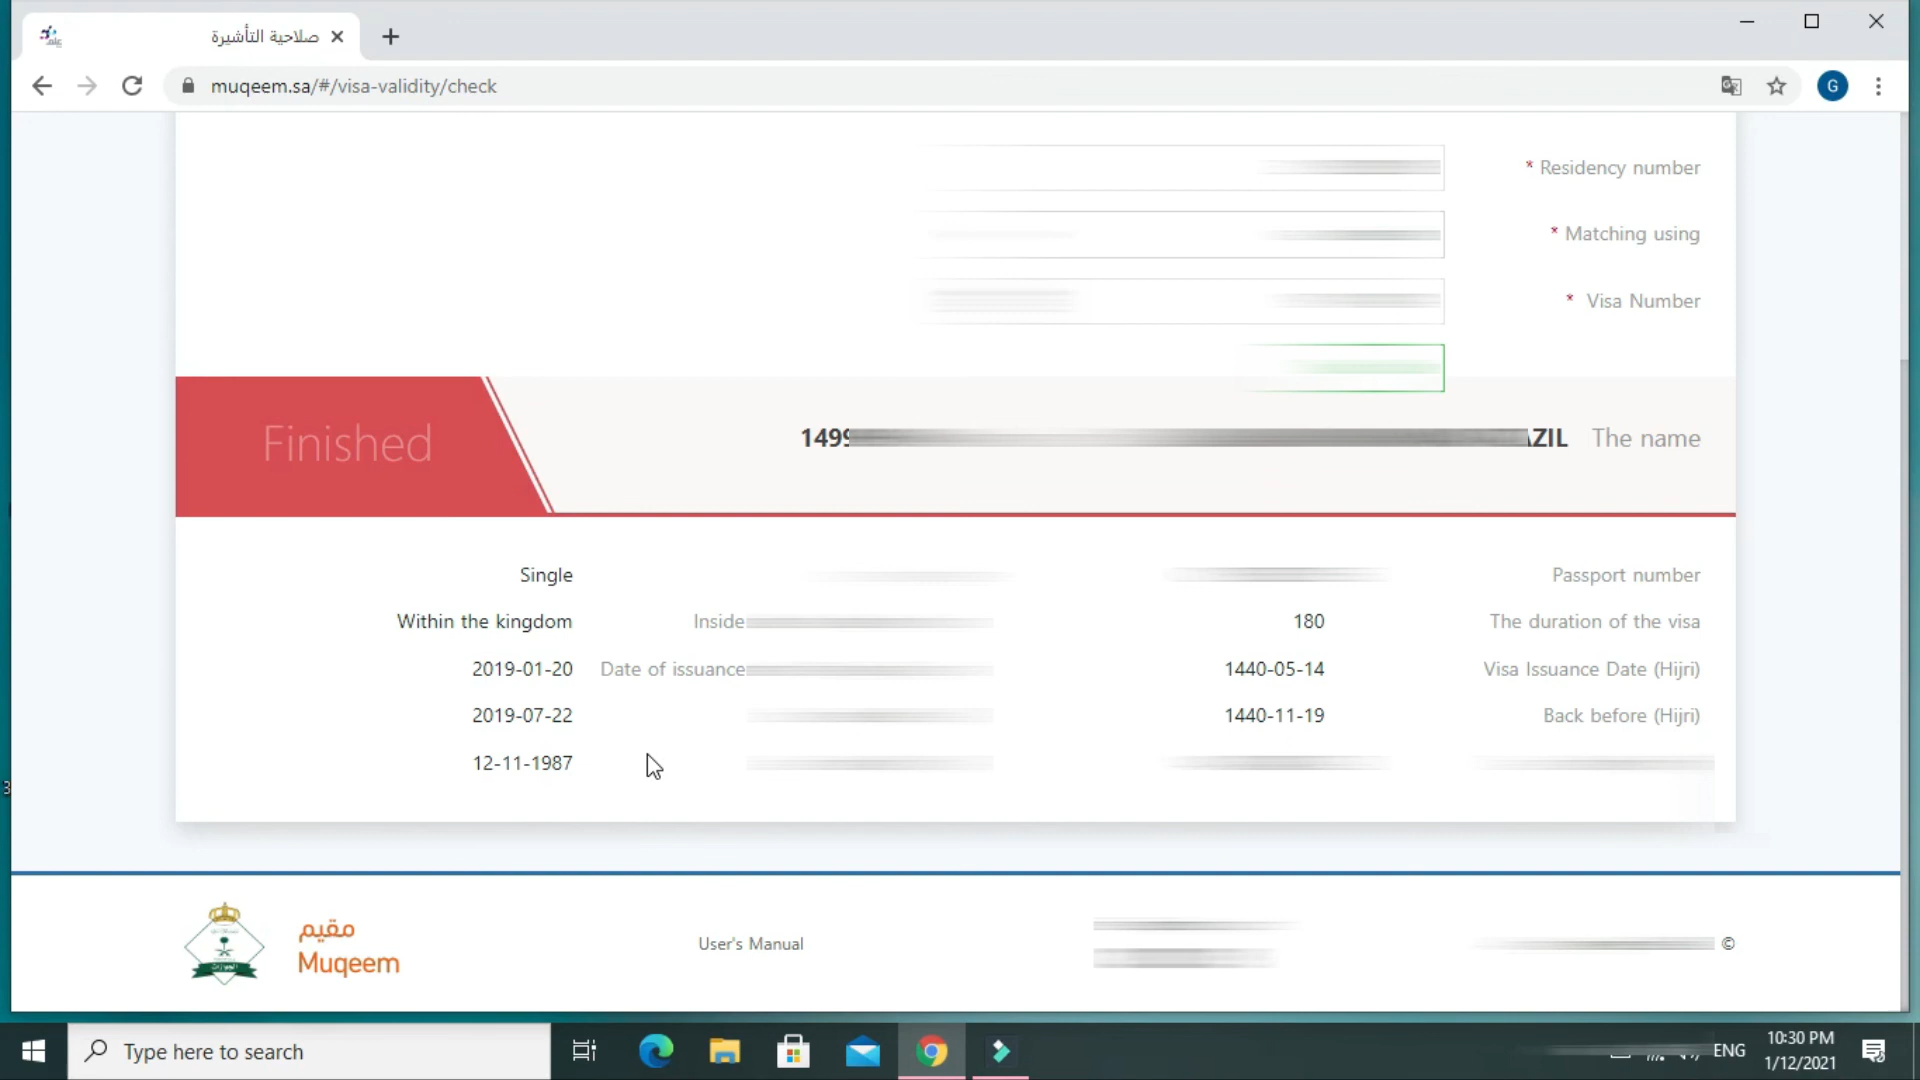 صلاحية التأشيرة
muqeem.sa/#/visa-validity/check
G
* Residency number
* Matching using
* Visa Number
Finished
1499 ZIL The name
Single Passport number
Within the kingdom Inside 180 The duration of the visa
2019-01-20 Date of issuance 1440-05-14 Visa Issuance Date (Hijri)
2019-07-22 1440-11-19 Back before (Hijri)
12-11-1987
مقيم
Muqeem
User's Manual
©
Type here to search
ENG
10:30 PM
1/12/2021